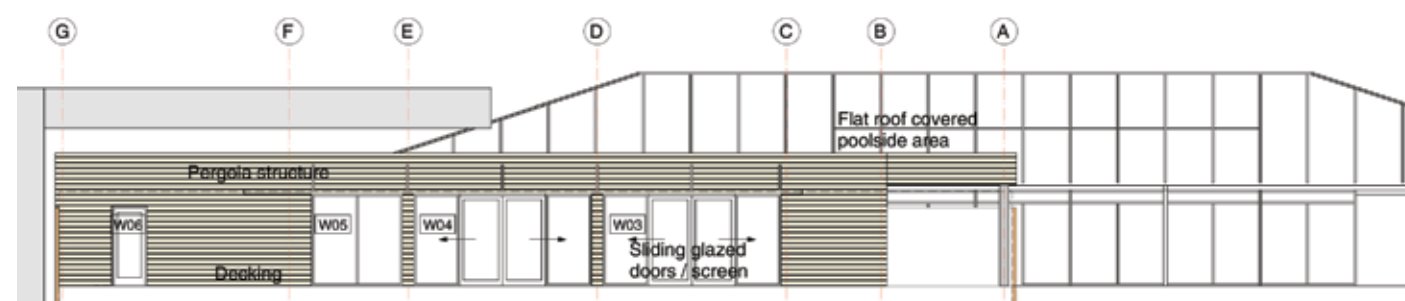 G F E D C B A
Flat roof covered
poolside area
Pergola structure
W06 W05 W04 W03
Sliding glazed
doors / screen
Decking